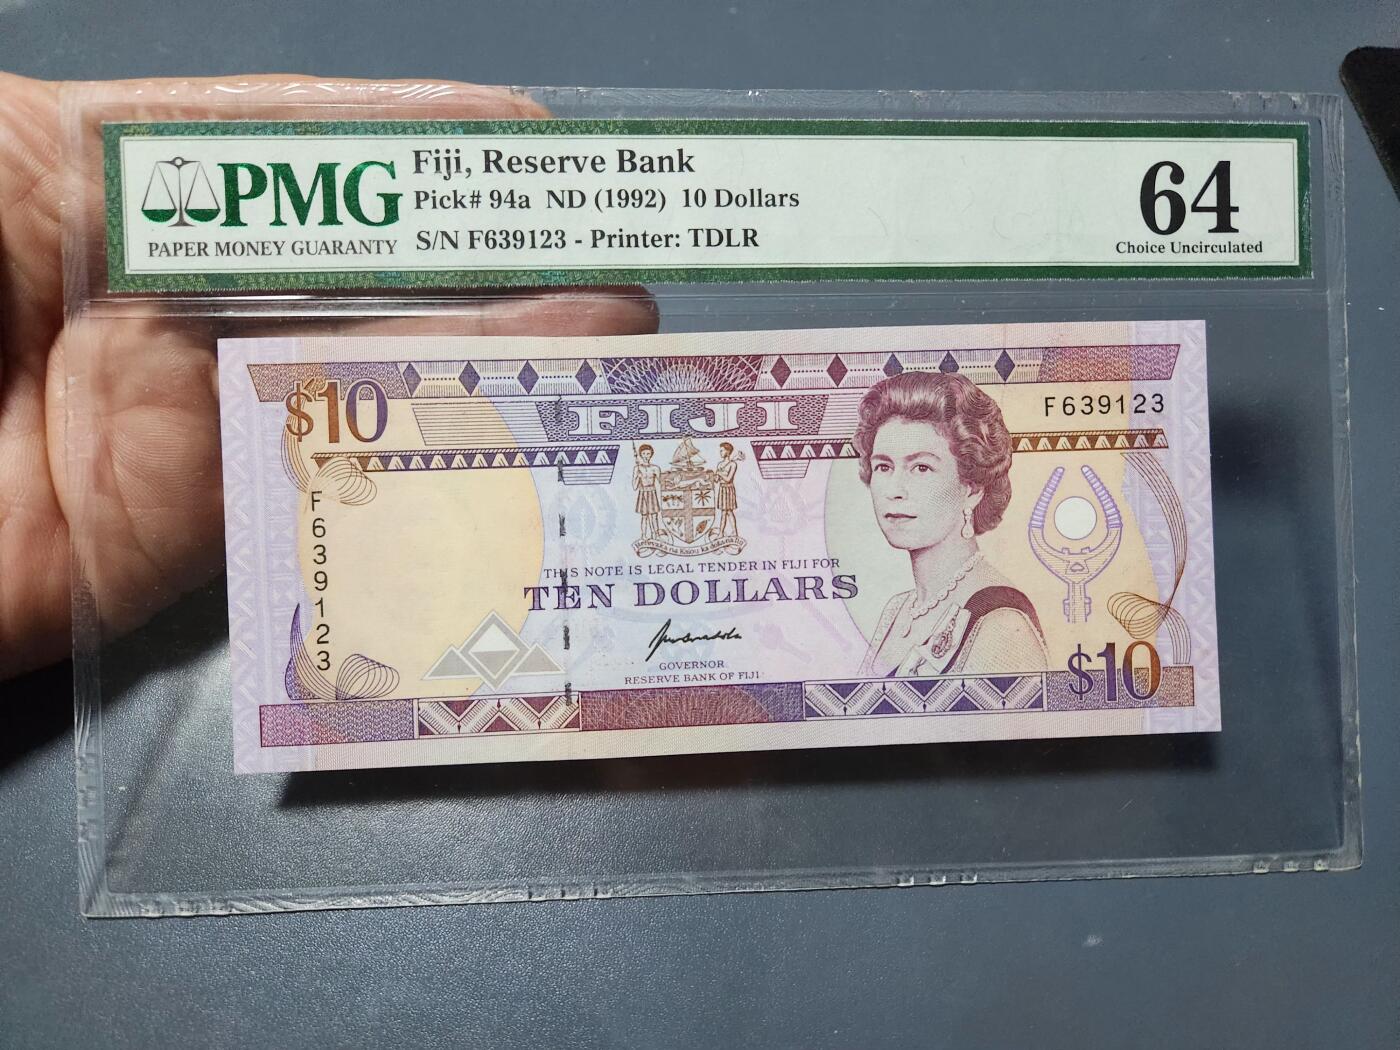 PMG
PAPER MONEY GUARANTY
Fiji, Reserve Bank
Pick# 94a ND (1992) 10 Dollars
S/N F639123 - Printer: TDLR
64
Choice Uncirculated
$10
FIJI
F639123
F639123
THIS NOTE IS LEGAL TENDER IN FIJI FOR
TEN DOLLARS
GOVERNOR
RESERVE BANK OF FIJI
$10